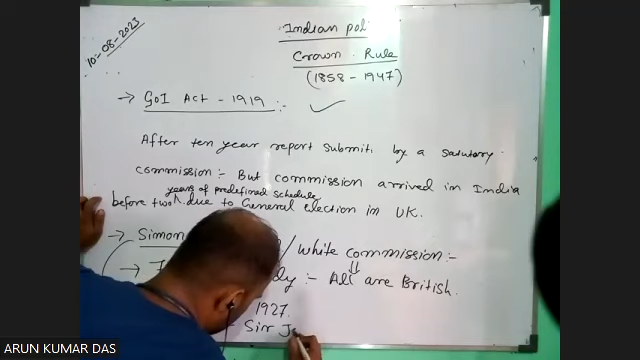 10-08-2023
Indian pol
Crown Rule
(1858 - 1947)
→ GoI Act - 1919 :- ✓
After ten year report submit by a statutory
commission :- But commission arrived in India
years of predefined schedule
before two ^ due to General election in UK.
→ Simon / White commission :-
→ :- All are British.
1927.
Sir J
ARUN KUMAR DAS